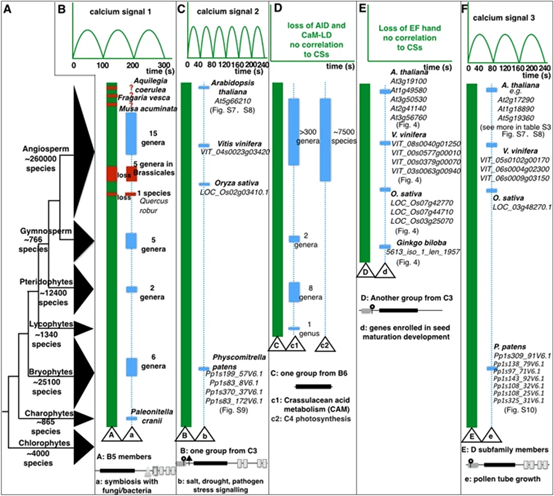 A
B
calcium signal 1
0 100 200 300
time (s)
C
calcium signal 2
0 40 80 120 160 200 240
time (s)
D
loss of AID and
CaM-LD
no correlation
to CSs
E
Loss of EF hand
no correlation
to CSs
F
calcium signal 3
0 40 80 120 160 200 240
time (s)
Angiosperm
~260000
species
Gymnosperm
~766
species
Pteridophytes
~12400
species
Lycophytes
~1340
species
Bryophytes
~25100
species
Charophytes
~865
species
Chlorophytes
~4000
species
Aquilegia
coerulea
Fragaria vesca
Musa acuminata
?
15
genera
5 genera in
Brassicales
loss
loss
1 species
Quercus
robur
5
genera
2
genera
6
genera
Paleonitella
cranii
A
a
A: B5 members
a: symbiosis with
fungi/bacteria
Arabidopsis
thaliana
At5g66210
(Fig. S7, S8)
Vitis vinifera
VIT_04s0023g03420
Oryza sativa
LOC_Os02g03410.1
Physcomitrella
patens
Pp1s199_57V6.1
Pp1s83_8V6.1
Pp1s370_37V6.1
Pp1s83_172V6.1
(Fig. S9)
B
b
B: one group from C3
b: salt, drought, pathogen
stress signalling
>300
genera
~7500
species
2
genera
8
genera
1
genus
C
c1
c2
C: one group from B6
c1: Crassulacean acid
metabolism (CAM)
c2: C4 photosynthesis
A. thaliana
At3g19100
At1g49580
At3g50530
At2g41140
At3g56760
(Fig. 4)
V. vinifera
VIT_08s0040g01250
VIT_00s0577g00010
VIT_00s0379g00070
VIT_03s0063g00940
(Fig. 4)
O. sativa
LOC_Os07g42770
LOC_Os07g44710
LOC_Os03g25070
(Fig. 4)
Ginkgo biloba
5613_iso_1_len_1957
(Fig. 4)
D
d
D: Another group from C3
d: genes enrolled in seed
maturation development
A. thaliana
e.g.
At2g17290
At1g18890
At5g19360
(see more in table S3
Fig. S7. S8)
V. vinifera
VIT_05s0102g00170
VIT_06s0004g02300
VIT_06s0009g03150
O. sativa
LOC_03g48270.1
P. patens
Pp1s309_91V6.1
Pp1s138_79V6.1
Pp1s97_71V6.1
Pp1s143_92V6.1
Pp1s108_32V6.1
Pp1s108_26V6.1
Pp1s108_25V6.1
Pp1s325_31V6.1
(Fig. S10)
E
e
E: D subfamily members
e: pollen tube growth